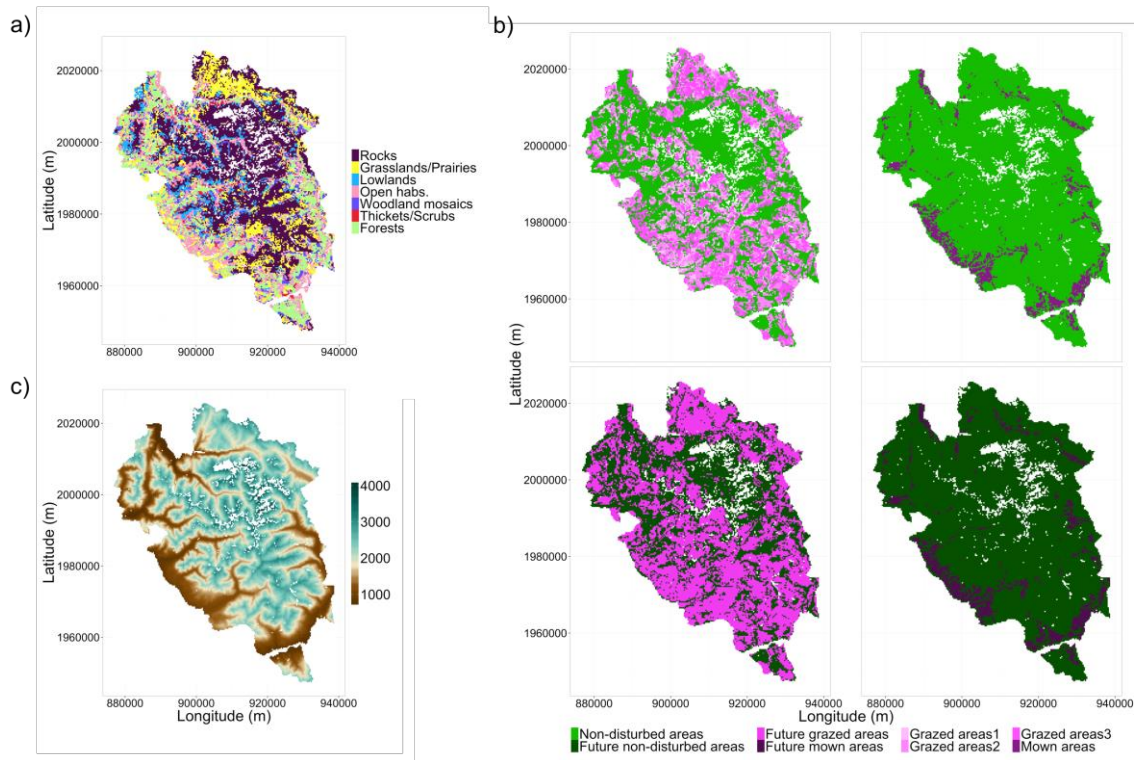 a)
b)
2020000
2000000
1980000
1960000
Latitude (m)
880000 900000 920000 940000
Rocks
Grasslands/Prairies
Lowlands
Open habs.
Woodland mosaics
Thickets/Scrubs
Forests
2020000
2000000
1980000
1960000
c)
2020000
2000000
1980000
1960000
Latitude (m)
880000 900000 920000 940000
Longitude (m)
4000
3000
2000
1000
Latitude (m)
2020000
2000000
1980000
1960000
880000 900000 920000 940000 880000 900000 920000 940000
Longitude (m)
Non-disturbed areas Future grazed areas Grazed areas1 Grazed areas3
Future non-disturbed areas Future mown areas Grazed areas2 Mown areas